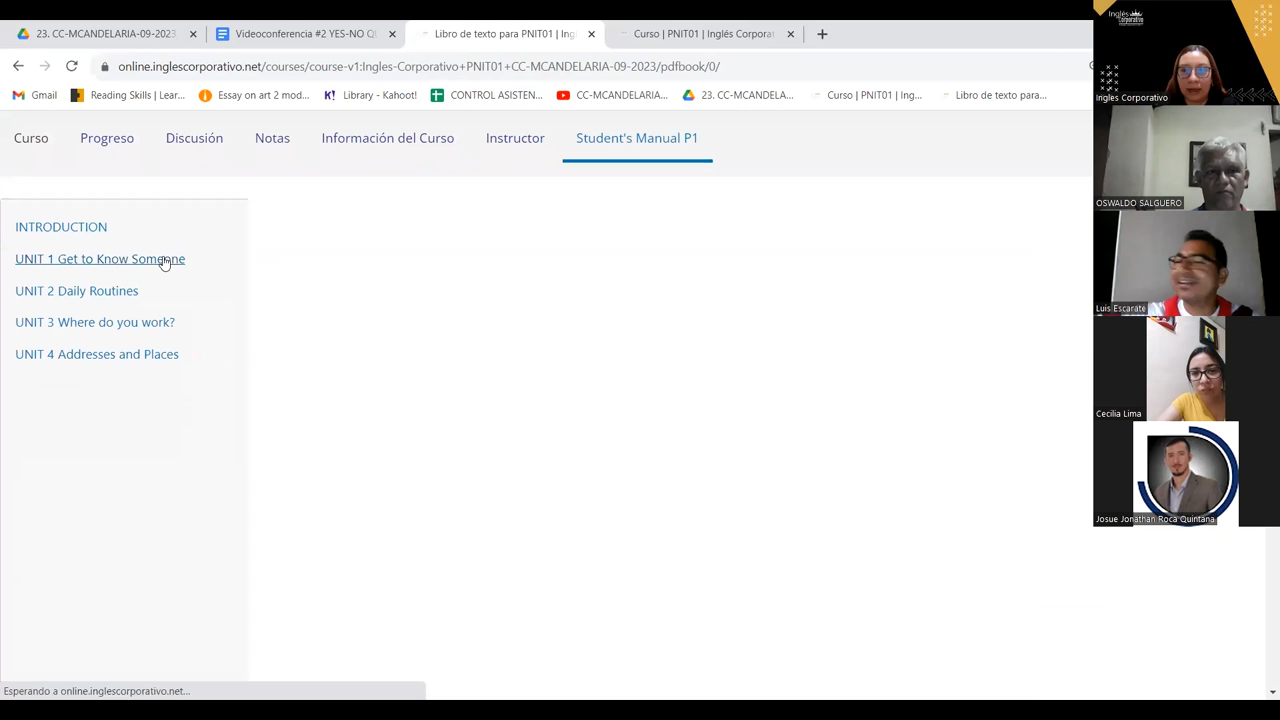 23. CC-MCANDELARIA-09-2023
Videoconferencia #2 YES-NO Q
Libro de texto para PNIT01 | Ing
Curso | PNIT01 | Inglés Corporat
online.inglescorporativo.net/courses/course-v1:Ingles-Corporativo+PNIT01+CC-MCANDELARIA-09-2023/pdfbook/0/
Gmail
Reading Skills | Lear...
Essay on art 2 mod...
Library - Ka
CONTROLASISTEN...
CC-MCANDELARIA
23. CC-MCANDELA...
Curso | PNIT01 | Ing...
Libro de texto para...
Curso
Progreso
Discusión
Notas
Información del Curso
Instructor
Student's Manual P1
INTRODUCTION
UNIT 1 Get to Know Someone
UNIT 2 Daily Routines
UNIT 3 Where do you work?
UNIT 4 Addresses and Places
Esperando a online.inglescorporativo.net...
Inglés
Corporativo
Ingles Corporativo
OSWALDO SALGUERO
Luis Escarate
Cecilia Lima
Josue Jonathan Roca Quintana